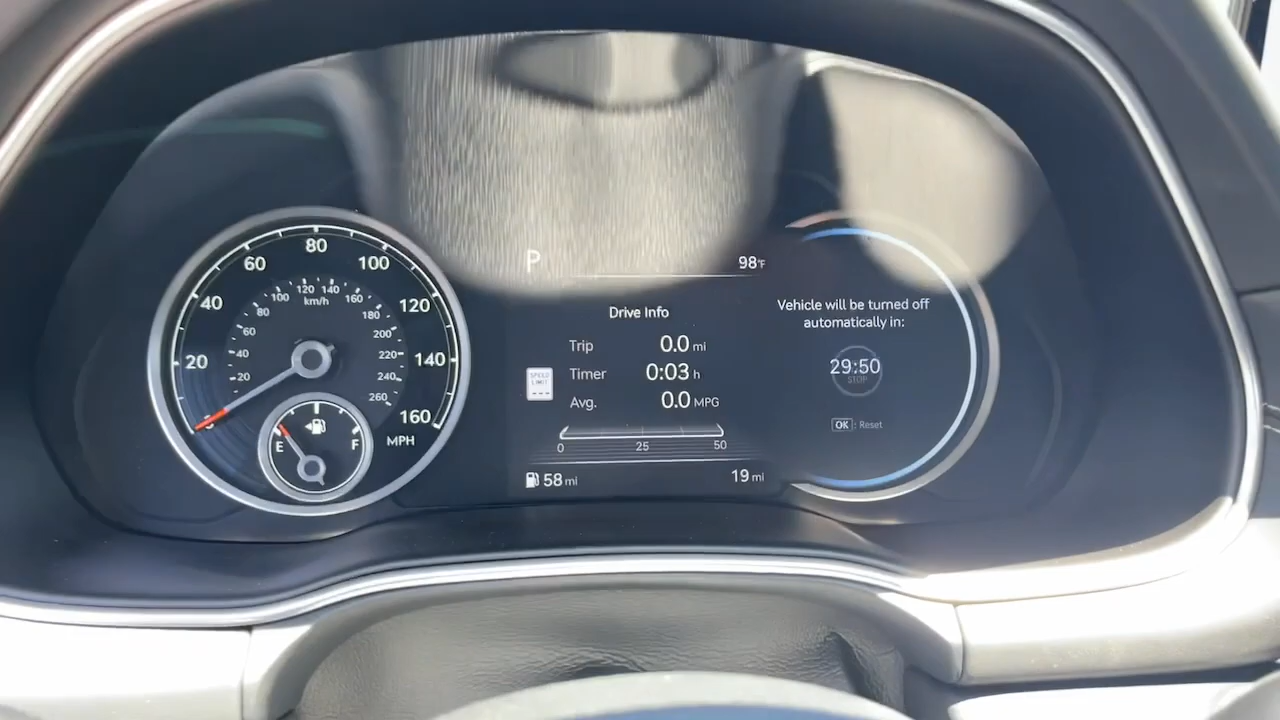 20
40
60
80
100
120
140
160
MPH
20
40
60
80
100
120
140
160
180
200
220
240
260
km/h
E
F
P
98°F
Drive Info
Trip 0.0 mi
Timer 0:03 h
Avg. 0.0 MPG
SPEED
LIMIT
---
0 25 50
58 mi
19 mi
Vehicle will be turned off
automatically in:
29:50
STOP
OK : Reset